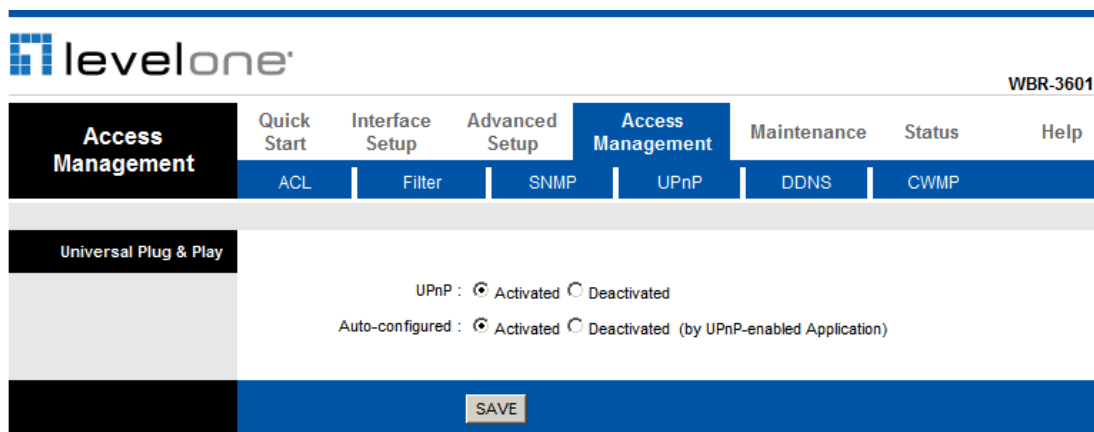 levelone
WBR-3601
Access Management
Quick Start
Interface Setup
Advanced Setup
Access Management
Maintenance
Status
Help
ACL
Filter
SNMP
UPnP
DDNS
CWMP
Universal Plug & Play
UPnP : Activated Deactivated
Auto-configured : Activated Deactivated (by UPnP-enabled Application)
SAVE